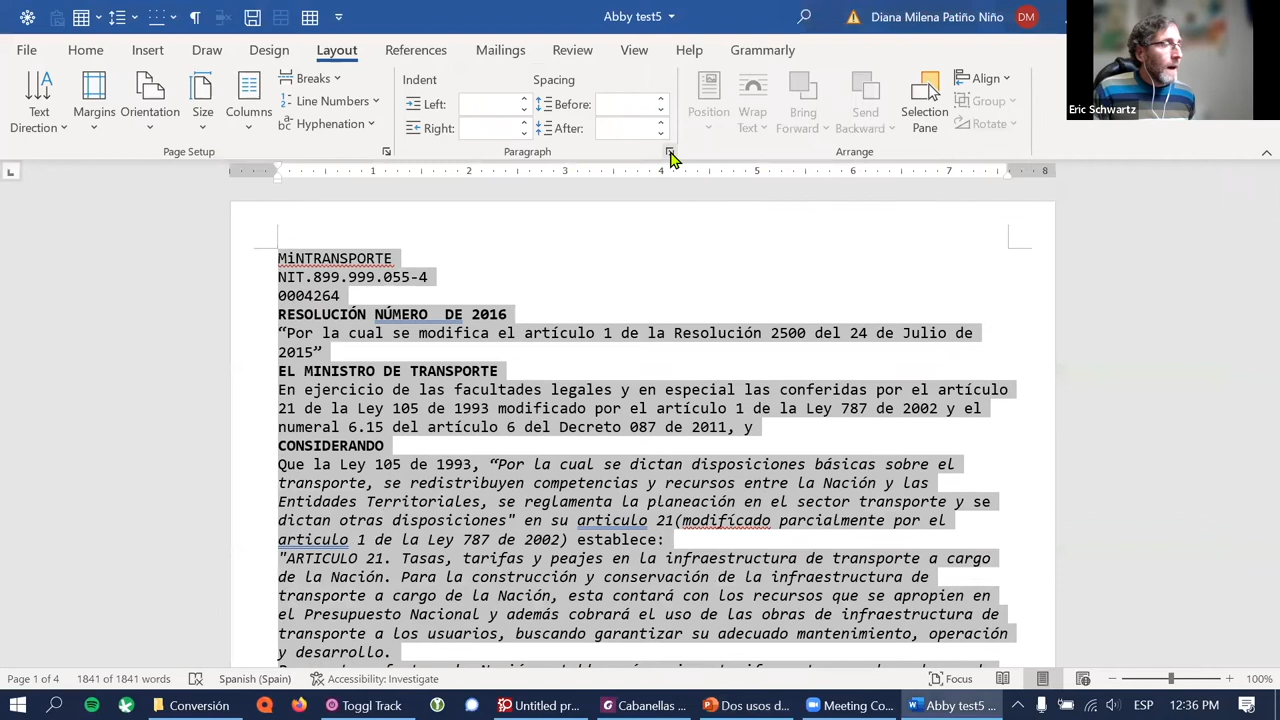 Abby test5
Diana Milena Patiño Niño
DM
File Home Insert Draw Design Layout References Mailings Review View Help Grammarly
Text Direction
Margins
Orientation
Size
Columns
Breaks
Line Numbers
Hyphenation
Page Setup
Indent
Left:
Right:
Spacing
Before:
After:
Paragraph
Position
Wrap Text
Bring Forward
Send Backward
Selection Pane
Align
Group
Rotate
Arrange
Eric Schwartz
1 2 3 4 5 6 7 8
MiNTRANSPORTE
NIT.899.999.055-4
0004264
RESOLUCIÓN NÚMERO DE 2016
“Por la cual se modifica el artículo 1 de la Resolución 2500 del 24 de Julio de
2015”
EL MINISTRO DE TRANSPORTE
En ejercicio de las facultades legales y en especial las conferidas por el artículo
21 de la Ley 105 de 1993 modificado por el artículo 1 de la Ley 787 de 2002 y el
numeral 6.15 del artículo 6 del Decreto 087 de 2011, y
CONSIDERANDO
Que la Ley 105 de 1993, “Por la cual se dictan disposiciones básicas sobre el
transporte, se redistribuyen competencias y recursos entre la Nación y las
Entidades Territoriales, se reglamenta la planeación en el sector transporte y se
dictan otras disposiciones" en su articulo 21(modifícado parcialmente por el
articulo 1 de la Ley 787 de 2002) establece:
"ARTICULO 21. Tasas, tarifas y peajes en la infraestructura de transporte a cargo
de la Nación. Para la construcción y conservación de la infraestructura de
transporte a cargo de la Nación, esta contará con los recursos que se apropien en
el Presupuesto Nacional y además cobrará el uso de las obras de infraestructura de
transporte a los usuarios, buscando garantizar su adecuado mantenimiento, operación
y desarrollo.
Page 1 of 4 1841 of 1841 words Spanish (Spain) Accessibility: Investigate Focus 100%
Conversión Toggl Track Untitled pr... Cabanellas ... Dos usos d... Meeting Co... Abby test5 ... ESP 12:36 PM